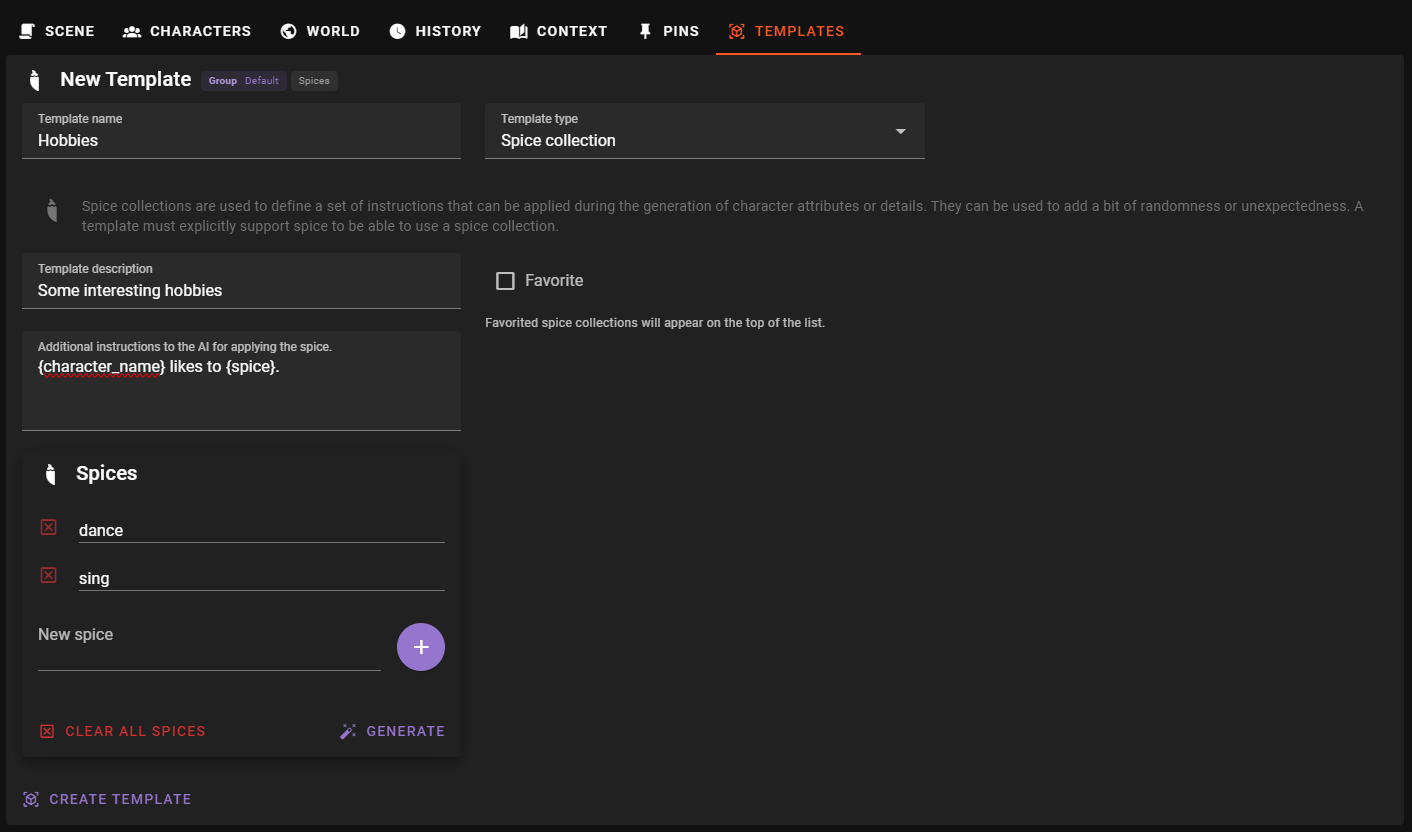 SCENE CHARACTERS WORLD HISTORY CONTEXT PINS TEMPLATES
New Template Group Default Spices
Template name
Hobbies
Template type
Spice collection
Spice collections are used to define a set of instructions that can be applied during the generation of character attributes or details. They can be used to add a bit of randomness or unexpectedness. A
template must explicitly support spice to be able to use a spice collection.
Template description
Some interesting hobbies
Favorite
Favorited spice collections will appear on the top of the list.
Additional instructions to the AI for applying the spice.
{character_name} likes to {spice}.
Spices
dance
sing
New spice
CLEAR ALL SPICES GENERATE
CREATE TEMPLATE